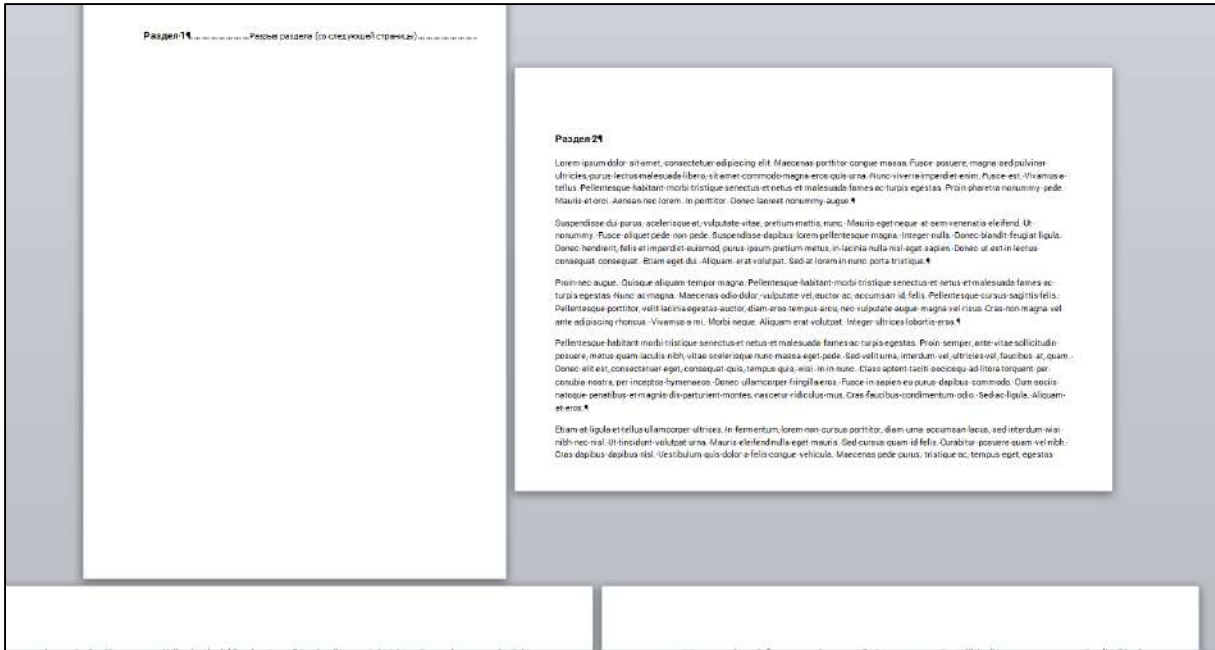 Раздел·1¶......................Разрыв раздела (со следующей страницы)......................
Раздел·2¶
Lorem·ipsum·dolor·sit·amet,·consectetuer·adipiscing·elit.·Maecenas·porttitor·congue·massa.·Fusce·posuere,·magna·sed·pulvinar·
ultricies,·purus·lectus·malesuada·libero,·sit·amet·commodo·magna·eros·quis·urna.·Nunc·viverra·imperdiet·enim.·Fusce·est.·Vivamus·a·
tellus.·Pellentesque·habitant·morbi·tristique·senectus·et·netus·et·malesuada·fames·ac·turpis·egestas.·Proin·pharetra·nonummy·pede.·
Mauris·et·orci.·Aenean·nec·lorem.·In·porttitor.·Donec·laoreet·nonummy·augue.¶
Suspendisse·dui·purus,·scelerisque·at,·vulputate·vitae,·pretium·mattis,·nunc.·Mauris·eget·neque·at·sem·venenatis·eleifend.·Ut·
nonummy.·Fusce·aliquet·pede·non·pede.·Suspendisse·dapibus·lorem·pellentesque·magna.·Integer·nulla.·Donec·blandit·feugiat·ligula.·
Donec·hendrerit,·felis·et·imperdiet·euismod,·purus·ipsum·pretium·metus,·in·lacinia·nulla·nisl·eget·sapien.·Donec·ut·est·in·lectus·
consequat·consequat.·Etiam·eget·dui.·Aliquam·erat·volutpat.·Sed·at·lorem·in·nunc·porta·tristique.¶
Proin·nec·augue.·Quisque·aliquam·tempor·magna.·Pellentesque·habitant·morbi·tristique·senectus·et·netus·et·malesuada·fames·ac·
turpis·egestas.·Nunc·ac·magna.·Maecenas·odio·dolor,·vulputate·vel,·auctor·ac,·accumsan·id,·felis.·Pellentesque·cursus·sagittis·felis.·
Pellentesque·porttitor,·velit·lacinia·egestas·auctor,·diam·eros·tempus·arcu,·nec·vulputate·augue·magna·vel·risus.·Cras·non·magna·vel·
ante·adipiscing·rhoncus.·Vivamus·a·mi.·Morbi·neque.·Aliquam·erat·volutpat.·Integer·ultrices·lobortis·eros.¶
Pellentesque·habitant·morbi·tristique·senectus·et·netus·et·malesuada·fames·ac·turpis·egestas.·Proin·semper,·ante·vitae·sollicitudin·
posuere,·metus·quam·iaculis·nibh,·vitae·scelerisque·nunc·massa·eget·pede.·Sed·velit·urna,·interdum·vel,·ultricies·vel,·faucibus·at,·quam.·
Donec·elit·est,·consectetuer·eget,·consequat·quis,·tempus·quis,·wisi.·In·in·nunc.·Class·aptent·taciti·sociosqu·ad·litora·torquent·per·
conubia·nostra,·per·inceptos·hymenaeos.·Donec·ullamcorper·fringilla·eros.·Fusce·in·sapien·eu·purus·dapibus·commodo.·Cum·sociis·
natoque·penatibus·et·magnis·dis·parturient·montes,·nascetur·ridiculus·mus.·Cras·faucibus·condimentum·odio.·Sed·ac·ligula.·Aliquam·
at·eros.¶
Etiam·at·ligula·et·tellus·ullamcorper·ultrices.·In·fermentum,·lorem·non·cursus·porttitor,·diam·urna·accumsan·lacus,·sed·interdum·wisi·
nibh·nec·nisl.·Ut·tincidunt·volutpat·urna.·Mauris·eleifend·nulla·eget·mauris.·Sed·cursus·quam·id·felis.·Curabitur·posuere·quam·vel·nibh.·
Cras·dapibus·dapibus·nisl.·Vestibulum·quis·dolor·a·felis·congue·vehicula.·Maecenas·pede·purus,·tristique·ac,·tempus·eget,·egestas·